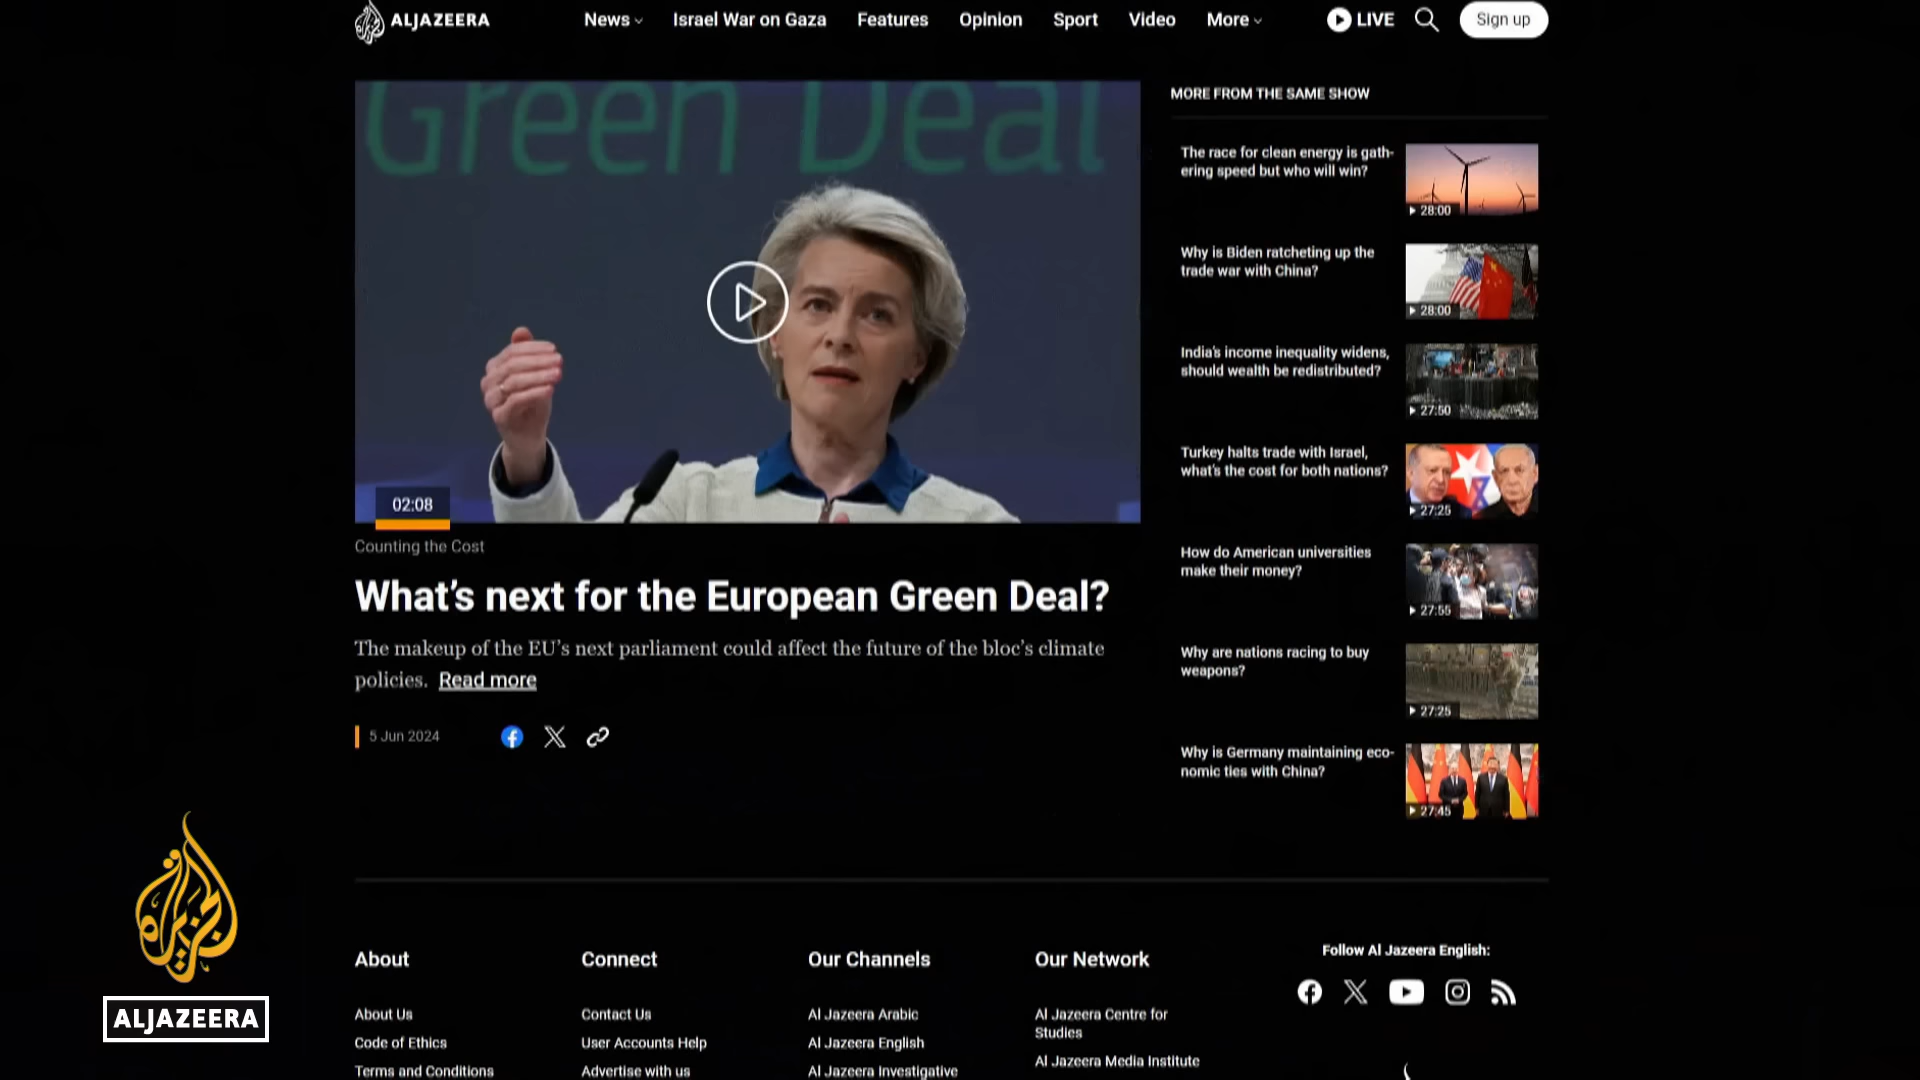 ALJAZEERA
News
Israel War on Gaza
Features
Opinion
Sport
Video
More
LIVE
Sign up
Green Deal
02:08
Counting the Cost
What's next for the European Green Deal?
The makeup of the EU's next parliament could affect the future of the bloc's climate
policies. Read more
5 Jun 2024
MORE FROM THE SAME SHOW
The race for clean energy is gath-
ering speed but who will win?
28:00
Why is Biden ratcheting up the
trade war with China?
28:00
India's income inequality widens,
should wealth be redistributed?
27:50
Turkey halts trade with Israel,
what's the cost for both nations?
27:25
How do American universities
make their money?
27:55
Why are nations racing to buy
weapons?
27:25
Why is Germany maintaining eco-
nomic ties with China?
27:45
الجزيرة
ALJAZEERA
About
About Us
Code of Ethics
Terms and Conditions
Connect
Contact Us
User Accounts Help
Advertise with us
Our Channels
Al Jazeera Arabic
Al Jazeera English
Al Jazeera Investigative
Our Network
Al Jazeera Centre for
Studies
Al Jazeera Media Institute
Follow Al Jazeera English: